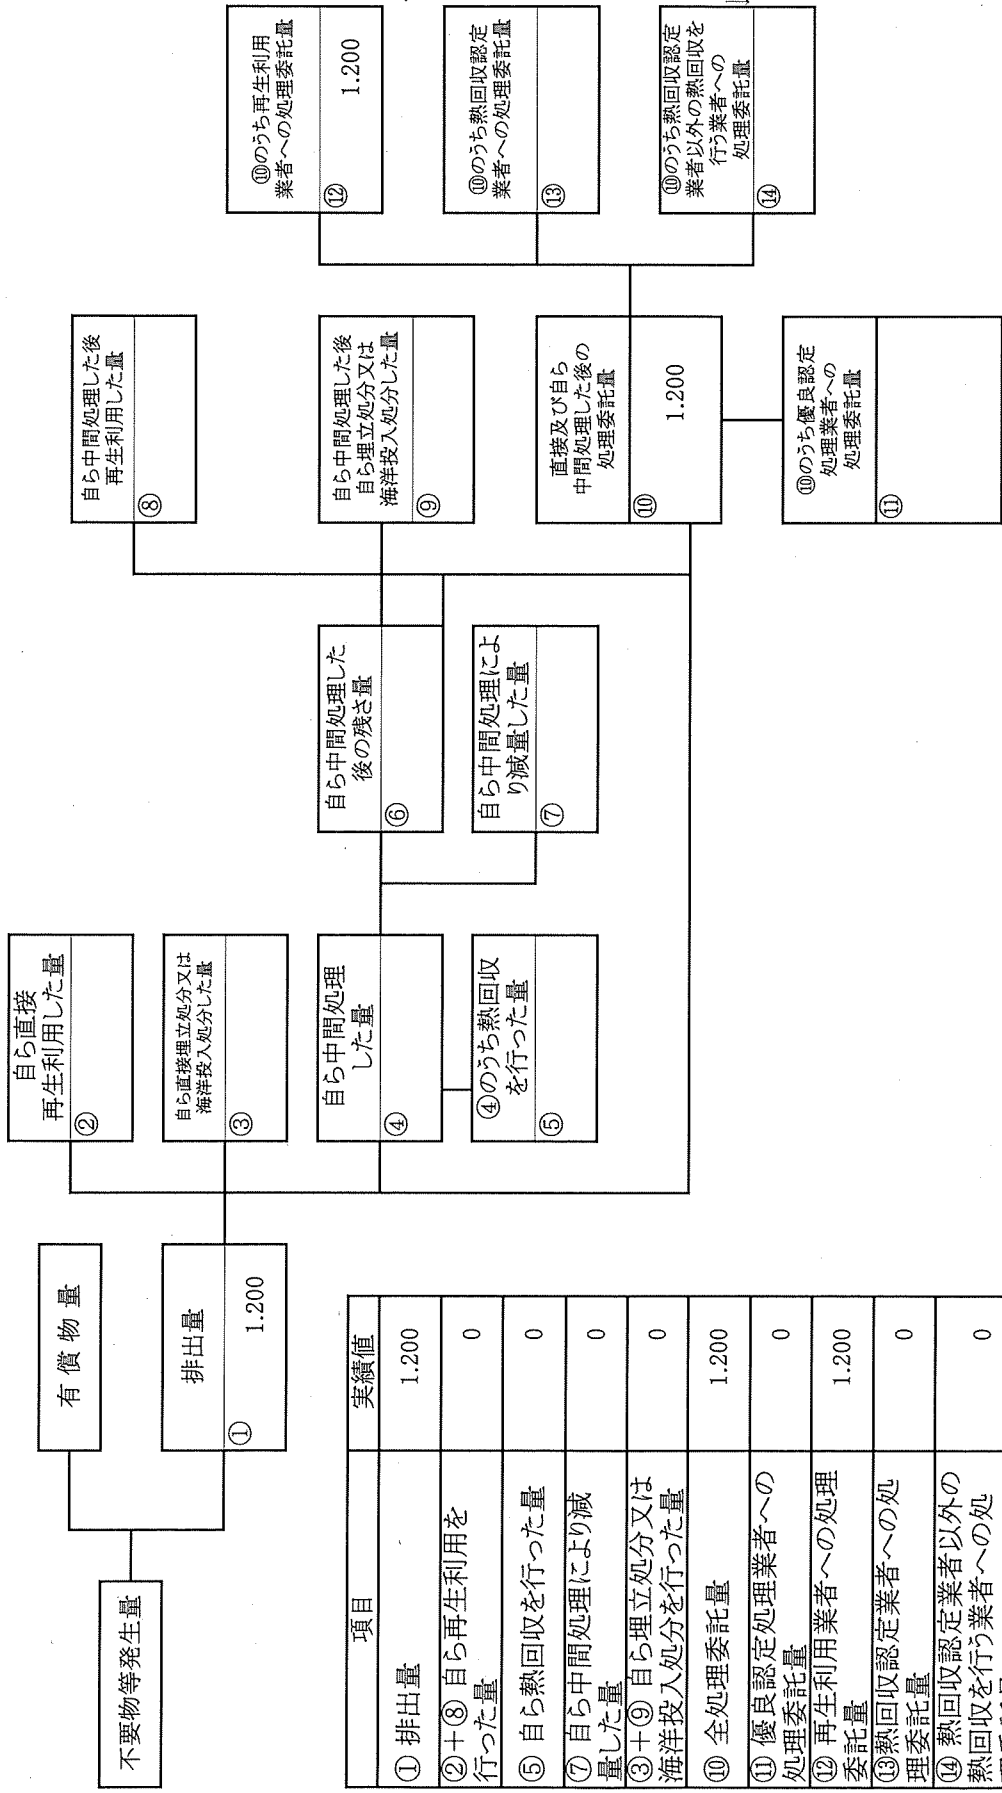 不要物等発生量
有償物量
排出量
①
1.200
自ら直接
再生利用した量
②
自ら直接埋立処分又は
海洋投入処分した量
③
自ら中間処理
した量
④
④のうち熱回収
を行った量
⑤
自ら中間処理した
後の残さ量
⑥
自ら中間処理によ
り減量した量
⑦
自ら中間処理した後
再生利用した量
⑧
自ら中間処理した後
自ら埋立処分又は
海洋投入処分した量
⑨
直接及び自ら
中間処理した後の
処理委託量
⑩
1.200
⑩のうち優良認定
処理業者への
処理委託量
⑪
⑩のうち再生利用
業者への処理委託量
⑫
1.200
⑩のうち熱回収認定
業者への処理委託量
⑬
⑩のうち熱回収認定
業者以外の熱回収を
行う業者への
処理委託量
⑭
項目 実績値
① 排出量 1.200
②+⑧ 自ら再生利用を
行った量 0
⑤ 自ら熱回収を行った量 0
⑦ 自ら中間処理により減
量した量 0
③+⑨ 自ら埋立処分又は
海洋投入処分を行った量 0
⑩ 全処理委託量 1.200
⑪ 優良認定処理業者への
処理委託量 0
⑫ 再生利用業者への処理
委託量 1.200
⑬熱回収認定業者への処
理委託量 0
⑭ 熱回収認定業者以外の
熱回収を行う業者への処 0